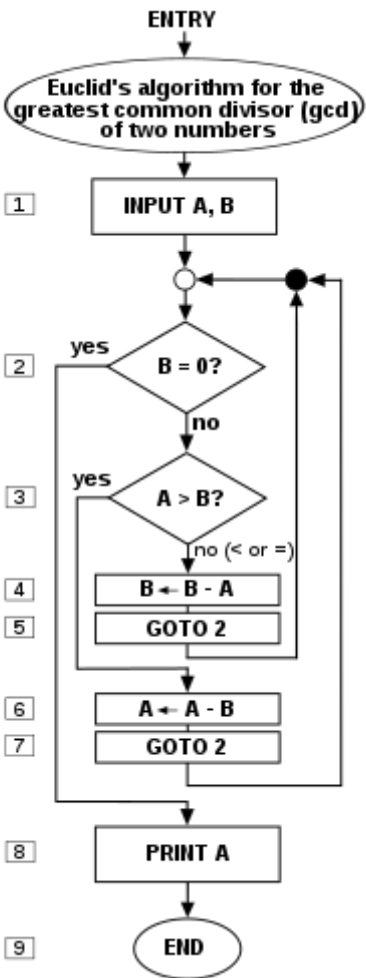 ENTRY
Euclid's algorithm for the
greatest common divisor (gcd)
of two numbers
1
INPUT A, B
yes
2
B = 0?
no
yes
3
A > B?
no (< or =)
4
B ← B - A
5
GOTO 2
6
A ← A - B
7
GOTO 2
8
PRINT A
9
END